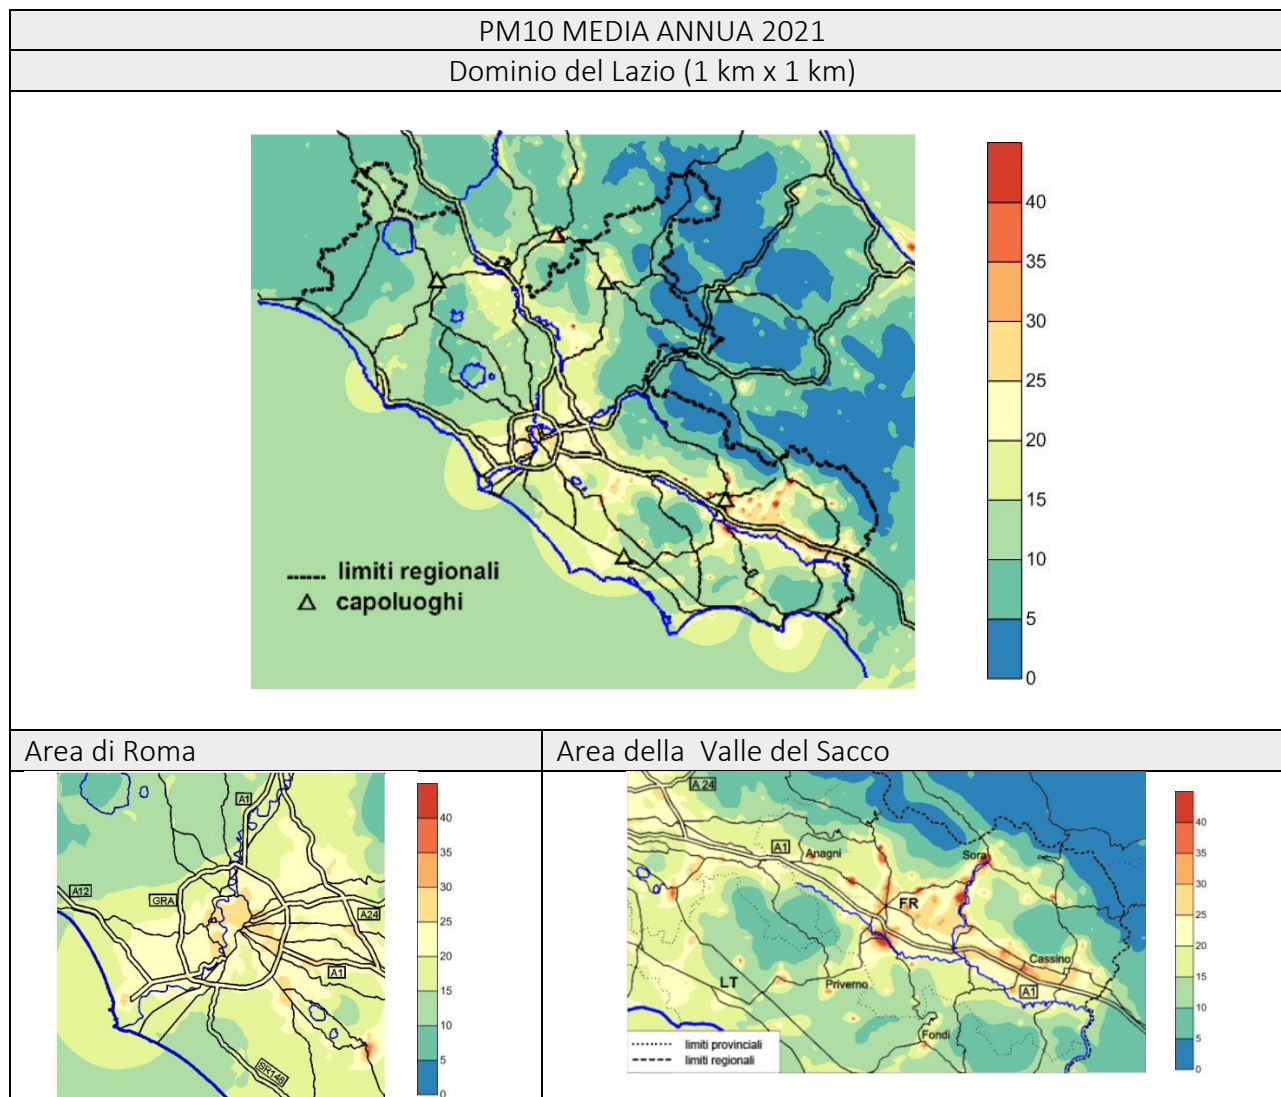 PM10 MEDIA ANNUA 2021
Dominio del Lazio (1 km x 1 km)
40
35
30
25
20
15
10
5
0
limiti regionali
capoluoghi
Area di Roma
Area della Valle del Sacco
A1
A12
GRA
A24
A1
SR148
40
35
30
25
20
15
10
5
0
A 24
A1
Anagni
Sora
FR
Cassino
LT
Priverno
A1
Fondi
limiti provinciali
limiti regionali
40
35
30
25
20
15
10
5
0